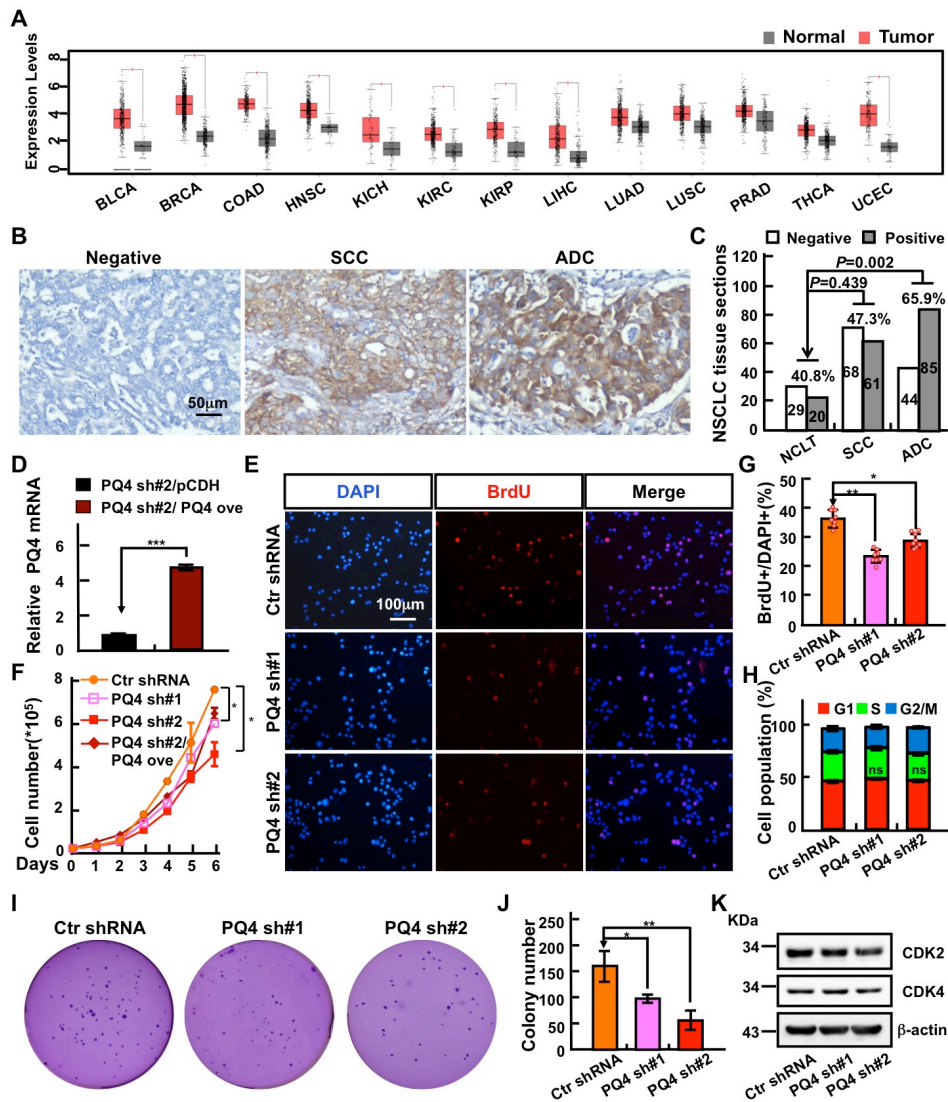 A
Normal Tumor
Expression Levels
8
6
4
2
0
BLCA BRCA COAD HNSC KICH KIRC KIRP LIHC LUAD LUSC PRAD THCA UCEC
B
Negative SCC ADC
50μm
C
Negative Positive
NSCLC tissue sections
120
100
80
60
40
20
0
P=0.002
P=0.439
65.9%
47.3%
40.8%
29 20 68 61 44 85
NCLT SCC ADC
D
PQ4 sh#2/pCDH
PQ4 sh#2/ PQ4 ove
Relative PQ4 mRNA
6
4
2
0
***
E
DAPI BrdU Merge
Ctr shRNA
100μm
PQ4 sh#1
PQ4 sh#2
F
Cell number(*10⁵)
8
6
4
2
0
Ctr shRNA
PQ4 sh#1
PQ4 sh#2
PQ4 sh#2/
PQ4 ove
*
*
Days 0 1 2 3 4 5 6
G
BrdU+/DAPI+(%)
50
40
30
20
10
0
*
**
Ctr shRNA PQ4 sh#1 PQ4 sh#2
H
Cell population (%)
G1 S G2/M
100
50
0
ns ns
Ctr shRNA PQ4 sh#1 PQ4 sh#2
I
Ctr shRNA PQ4 sh#1 PQ4 sh#2
J
Colony number
250
200
150
100
50
0
**
*
Ctr shRNA PQ4 sh#1 PQ4 sh#2
K
KDa
34 CDK2
34 CDK4
43 β-actin
Ctr shRNA PQ4 sh#1 PQ4 sh#2